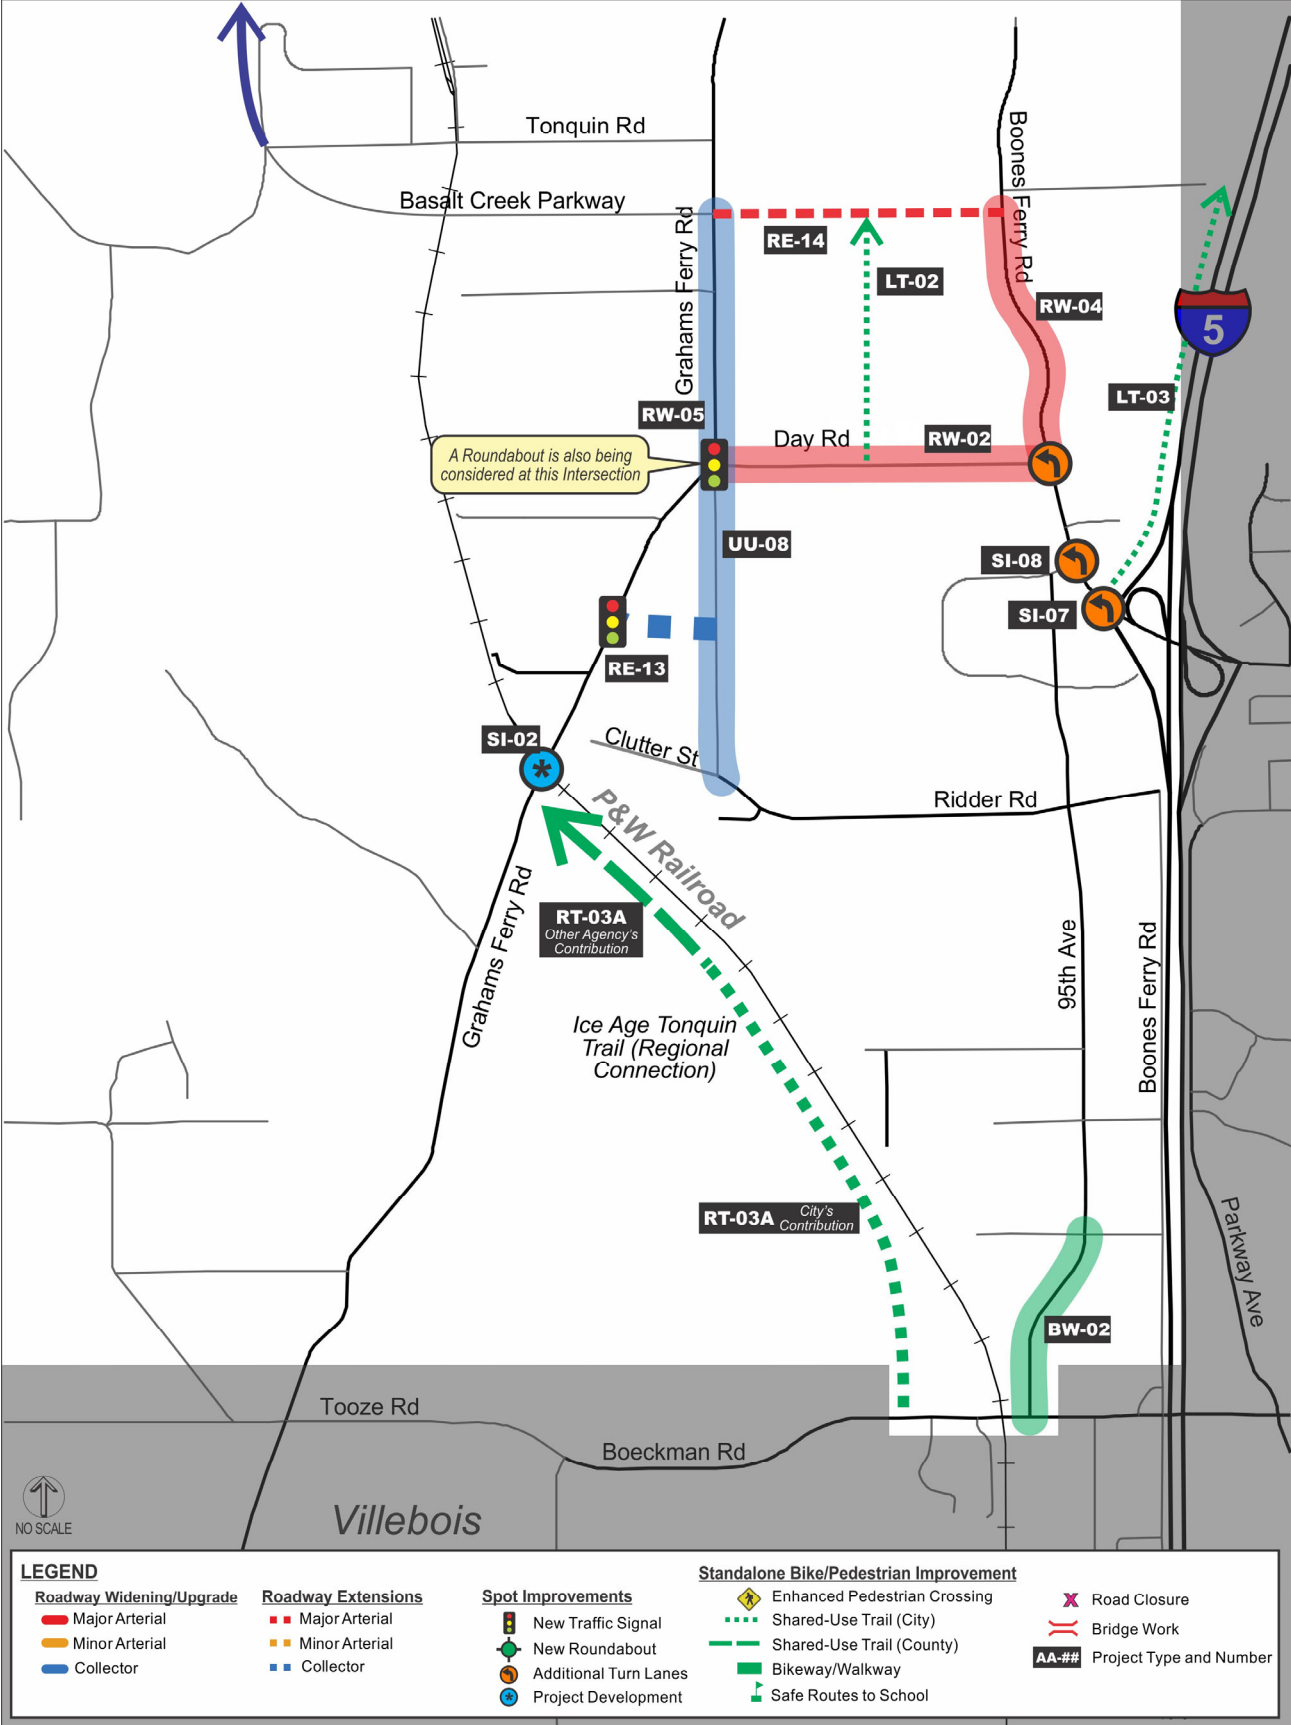 Tonquin Rd
Boones Ferry Rd
Basalt Creek Parkway
Grahams Ferry Rd
RE-14
LT-02
RW-04
5
LT-03
RW-05
Day Rd
RW-02
A Roundabout is also being
considered at this Intersection
UU-08
SI-08
SI-07
RE-13
SI-02
*
Clutter St
P&W Railroad
Ridder Rd
Grahams Ferry Rd
RT-03A
Other Agency's
Contribution
95th Ave
Boones Ferry Rd
Ice Age Tonquin
Trail (Regional
Connection)
RT-03A City's
Contribution
Parkway Ave
BW-02
Tooze Rd
Boeckman Rd
NO SCALE
Villebois
LEGEND
Roadway Widening/Upgrade
Major Arterial
Minor Arterial
Collector
Roadway Extensions
Major Arterial
Minor Arterial
Collector
Spot Improvements
New Traffic Signal
New Roundabout
Additional Turn Lanes
* Project Development
Standalone Bike/Pedestrian Improvement
Enhanced Pedestrian Crossing
Shared-Use Trail (City)
Shared-Use Trail (County)
Bikeway/Walkway
Safe Routes to School
X Road Closure
Bridge Work
AA-## Project Type and Number